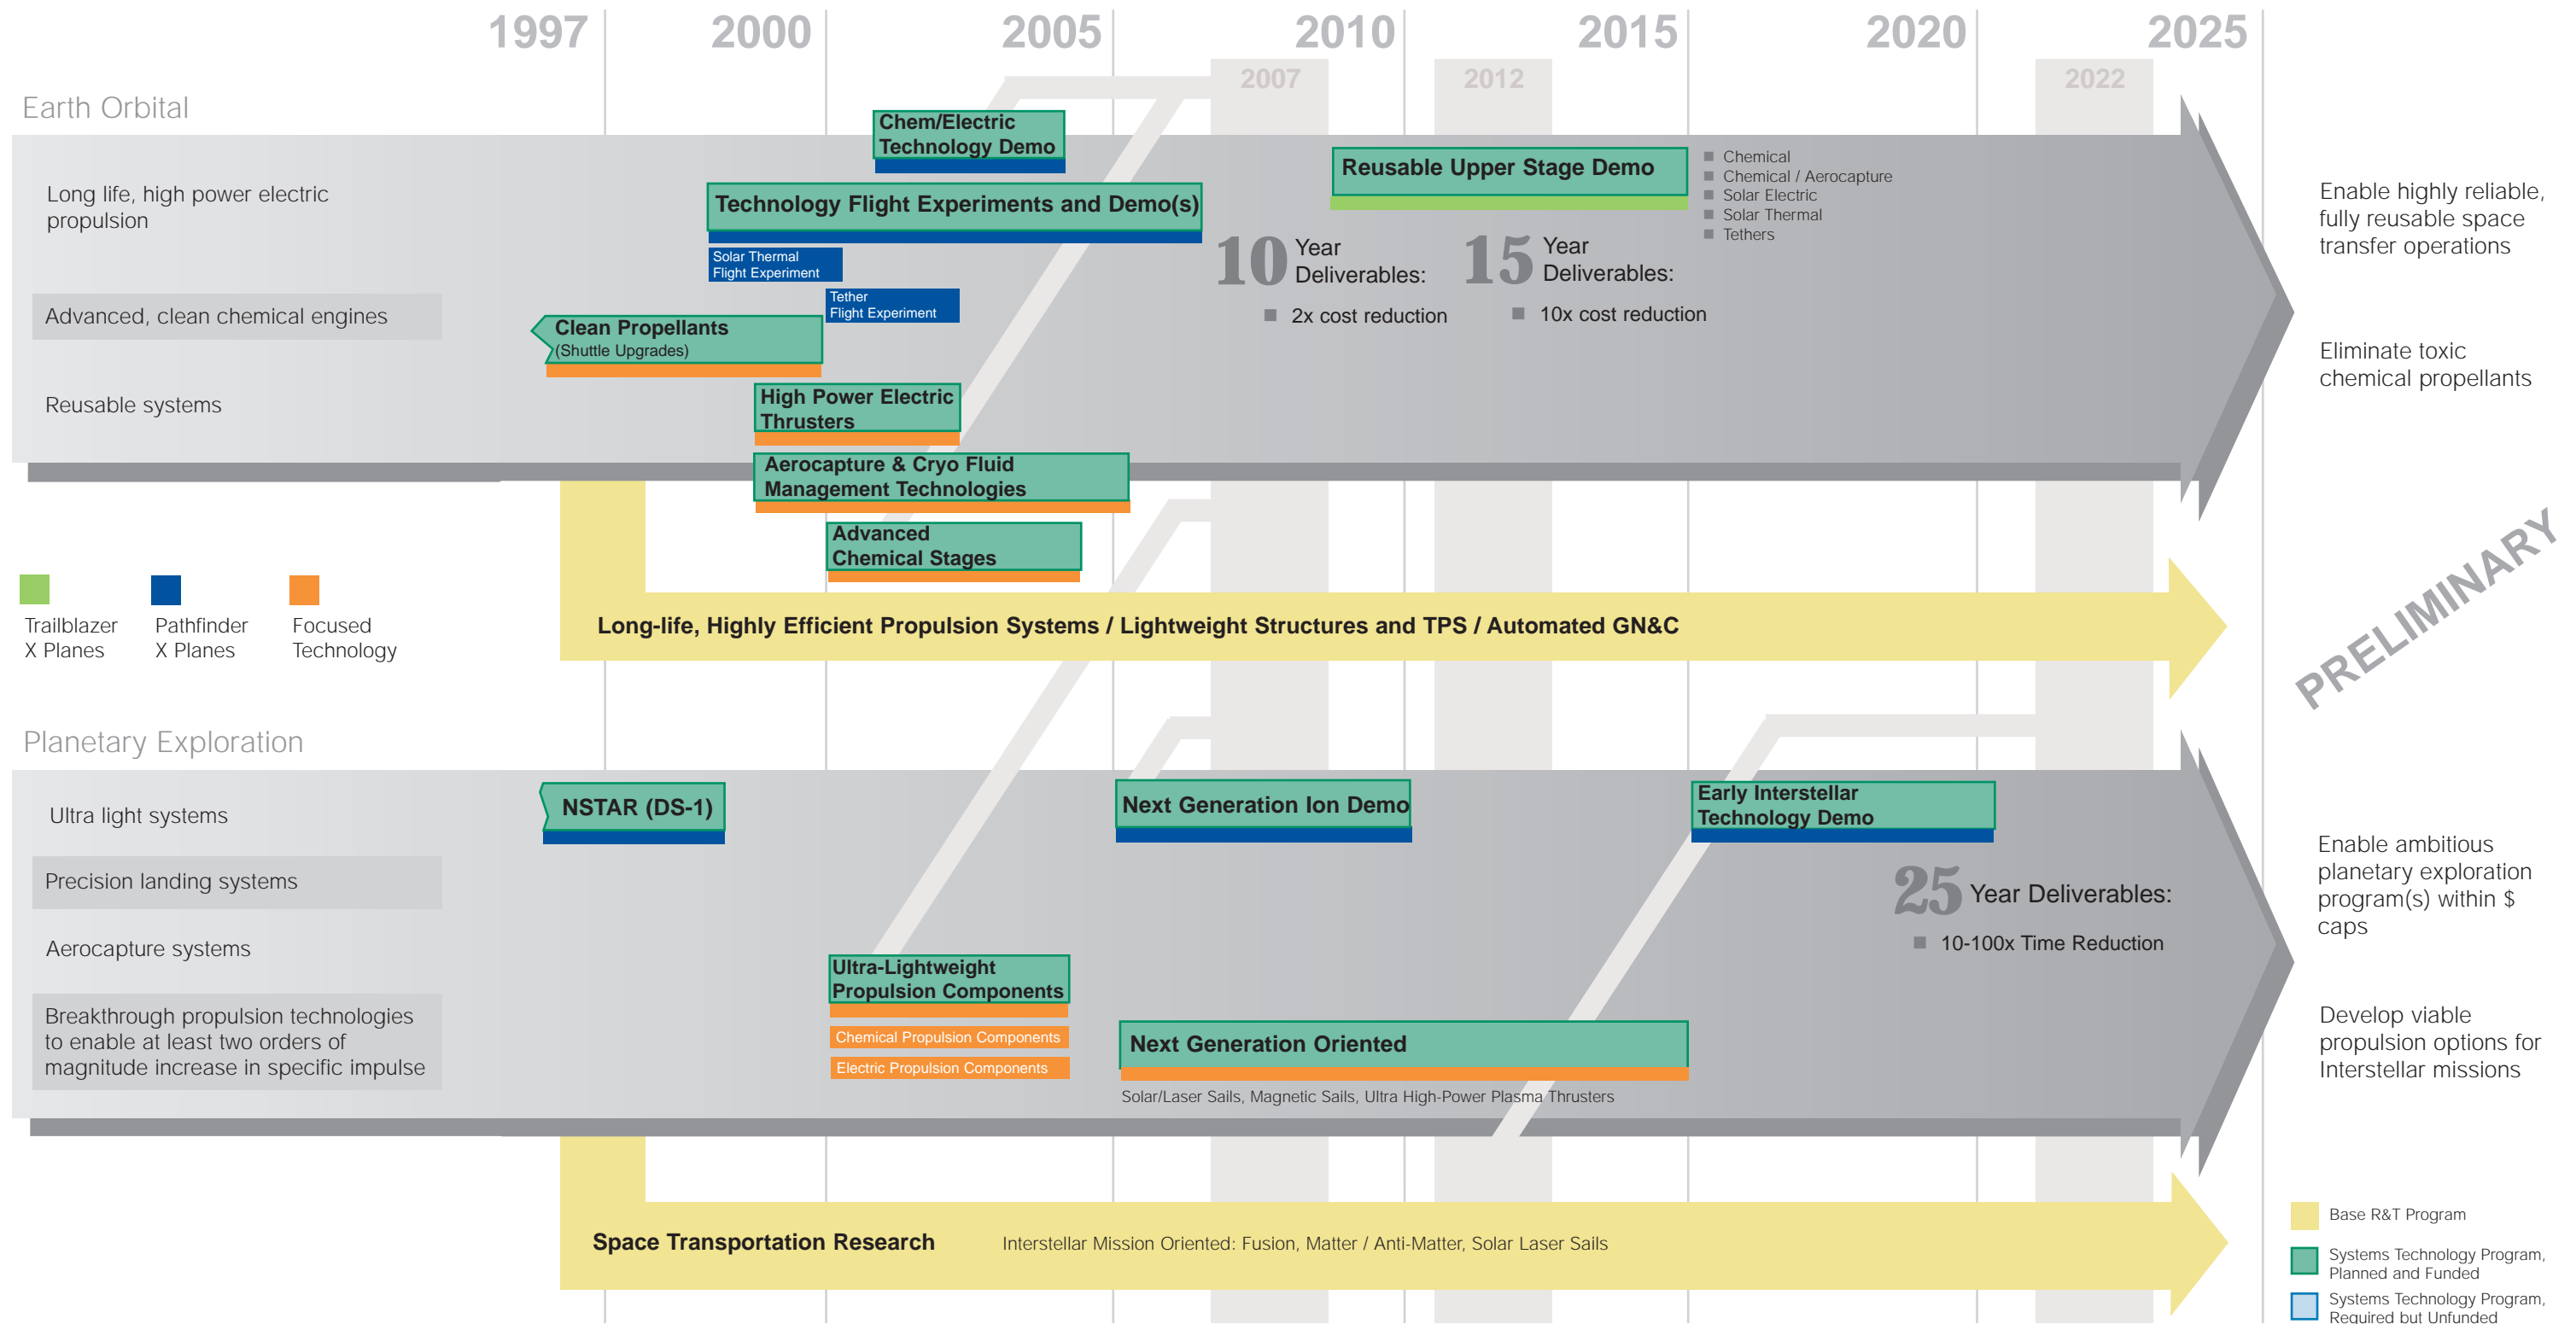 1997
2000
2005
2010
2015
2020
2025
2007
2012
2022
Earth Orbital
Long life, high power electric
propulsion
Advanced, clean chemical engines
Reusable systems
Chem/Electric
Technology Demo
Technology Flight Experiments and Demo(s)
Solar Thermal
Flight Experiment
Tether
Flight Experiment
Clean Propellants
(Shuttle Upgrades)
High Power Electric
Thrusters
Aerocapture & Cryo Fluid
Management Technologies
Advanced
Chemical Stages
Reusable Upper Stage Demo
Chemical
Chemical / Aerocapture
Solar Electric
Solar Thermal
Tethers
10 Year
Deliverables:
2x cost reduction
15 Year
Deliverables:
10x cost reduction
Enable highly reliable,
fully reusable space
transfer operations
Eliminate toxic
chemical propellants
Trailblazer
X Planes
Pathfinder
X Planes
Focused
Technology
Long-life, Highly Efficient Propulsion Systems / Lightweight Structures and TPS / Automated GN&C
PRELIMINARY
Planetary Exploration
Ultra light systems
Precision landing systems
Aerocapture systems
Breakthrough propulsion technologies
to enable at least two orders of
magnitude increase in specific impulse
NSTAR (DS-1)
Next Generation Ion Demo
Early Interstellar
Technology Demo
25 Year Deliverables:
10-100x Time Reduction
Ultra-Lightweight
Propulsion Components
Chemical Propulsion Components
Electric Propulsion Components
Next Generation Oriented
Solar/Laser Sails, Magnetic Sails, Ultra High-Power Plasma Thrusters
Enable ambitious
planetary exploration
program(s) within $
caps
Develop viable
propulsion options for
Interstellar missions
Space Transportation Research
Interstellar Mission Oriented: Fusion, Matter / Anti-Matter, Solar Laser Sails
Base R&T Program
Systems Technology Program,
Planned and Funded
Systems Technology Program,
Required but Unfunded